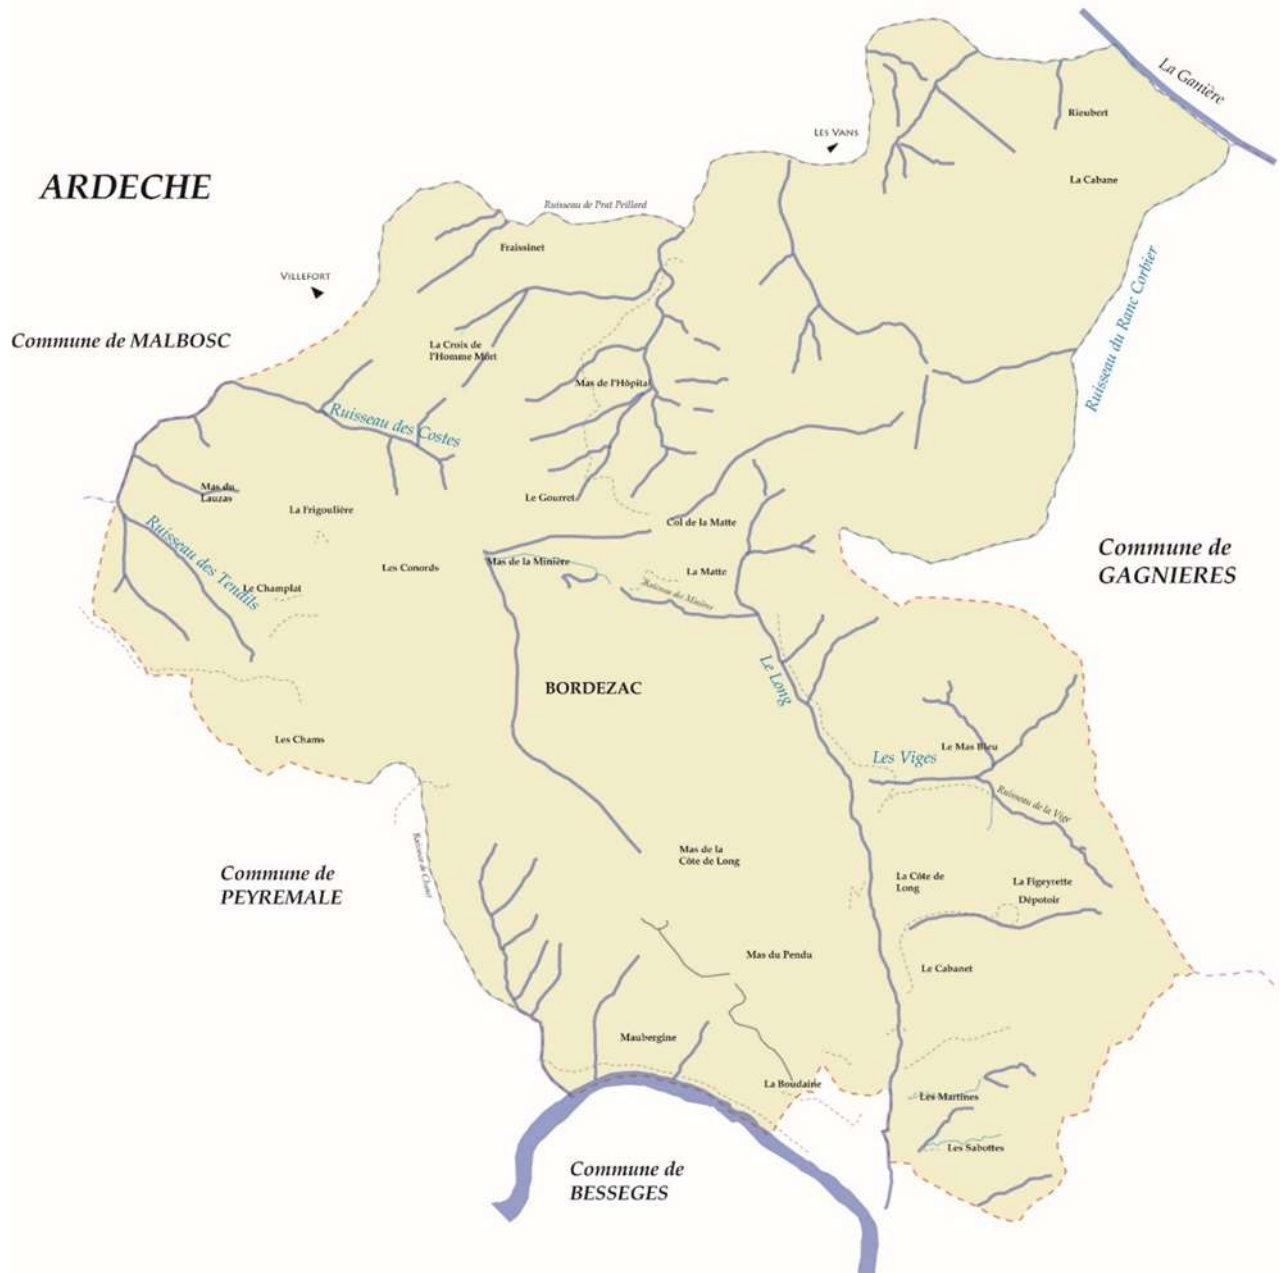 La Ganière
Rieubert
LES VANS
La Cabane
ARDECHE
Ruisseau de Prat Peillard
Fraissinet
VILLEFORT
Ruisseau du Ranc Corbier
Commune de MALBOSC
La Croix de
l'Homme Mort
Mas de l'Hôpital
Ruisseau des Costes
Mas du
Lauzas
La Frigoulière
Le Gourret
Col de la Matte
Ruisseau des Tendils
Commune de
GAGNIERES
Les Conords
Mas de la Minière
La Matte
Le Champlat
Ruisseau des Minières
BORDEZAC
Le Long
Les Chams
Le Mas Bleu
Les Viges
Ruisseau de la Vige
Mas de la
Côte de Long
Commune de
PEYREMALE
La Côte de
Long
La Figeyrette
Dépotoir
Mas du Pendu
Le Cabanet
Maubergine
La Boudaine
Les Martines
Les Sabottes
Commune de
BESSEGES